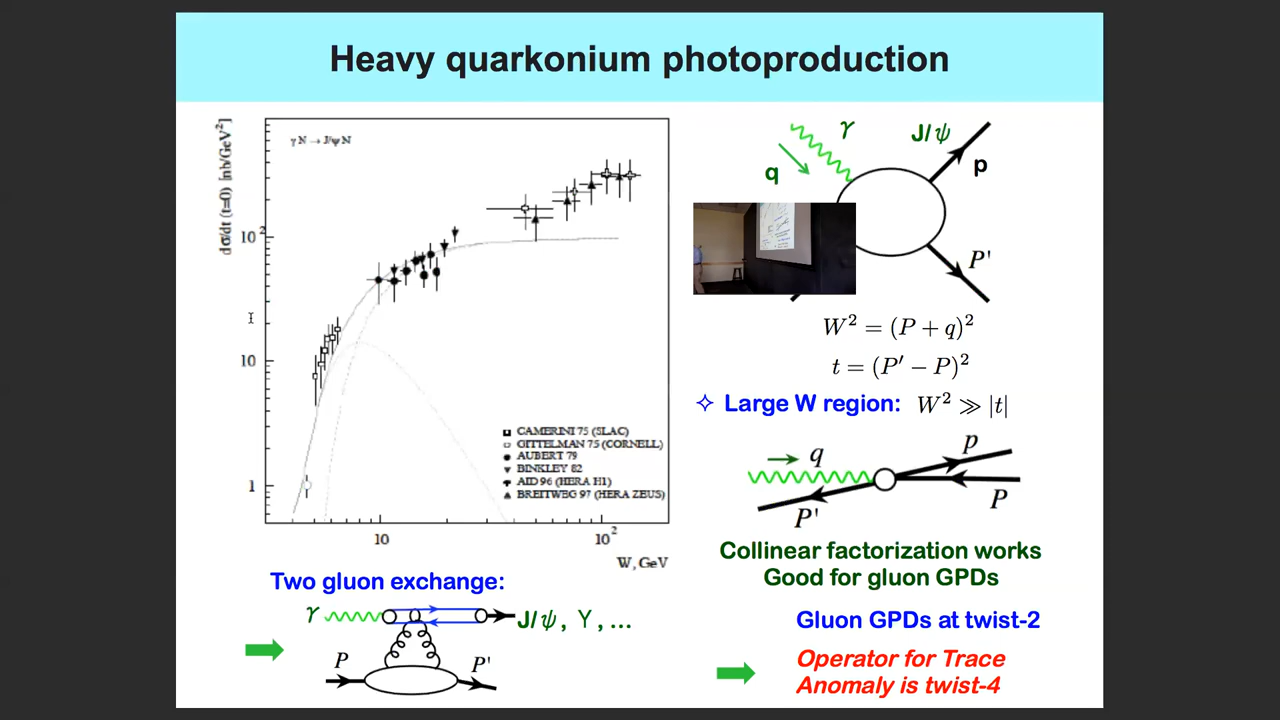 Heavy quarkonium photoproduction
γ N → J/ψ N
dσ/dt (t=0) [nb/GeV²]
10²
10
1
10
10²
W, GeV
CAMERINI 75 (SLAC)
GITTELMAN 75 (CORNELL)
AUBERT 79
BINKLEY 82
AID 96 (HERA H1)
BREITWEG 97 (HERA ZEUS)
Two gluon exchange:
γ
J/ψ, Υ, ...
P
P'
γ
J/ψ
q
p
P'
W² = (P + q)²
t = (P' − P)²
✧ Large W region: W² ≫ |t|
q
p
P'
P
Collinear factorization works
Good for gluon GPDs
Gluon GPDs at twist-2
Operator for Trace
Anomaly is twist-4